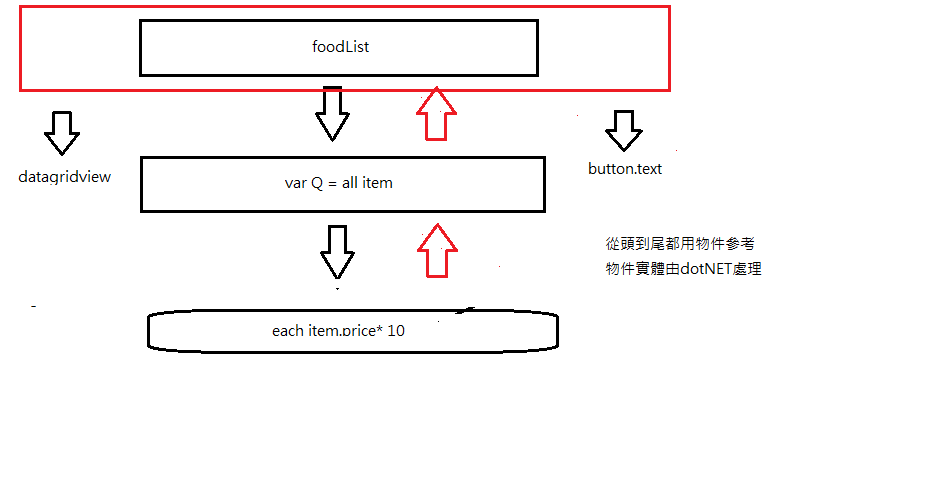 foodList
datagridview
button.text
var Q = all item
從頭到尾都用物件參考
物件實體由dotNET處理
each item.price* 10